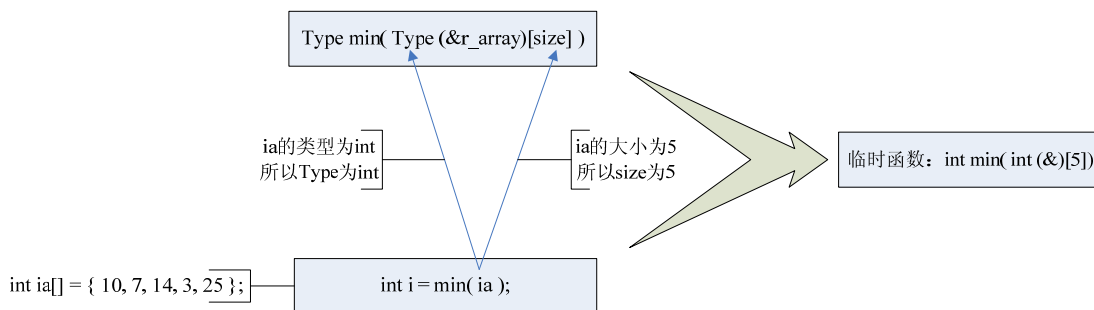 Type min( Type (&r_array)[size] )
ia的类型为int
所以Type为int
ia的大小为5
所以size为5
临时函数：int min( int (&)[5])
int ia[] = { 10, 7, 14, 3, 25 };
int i = min( ia );